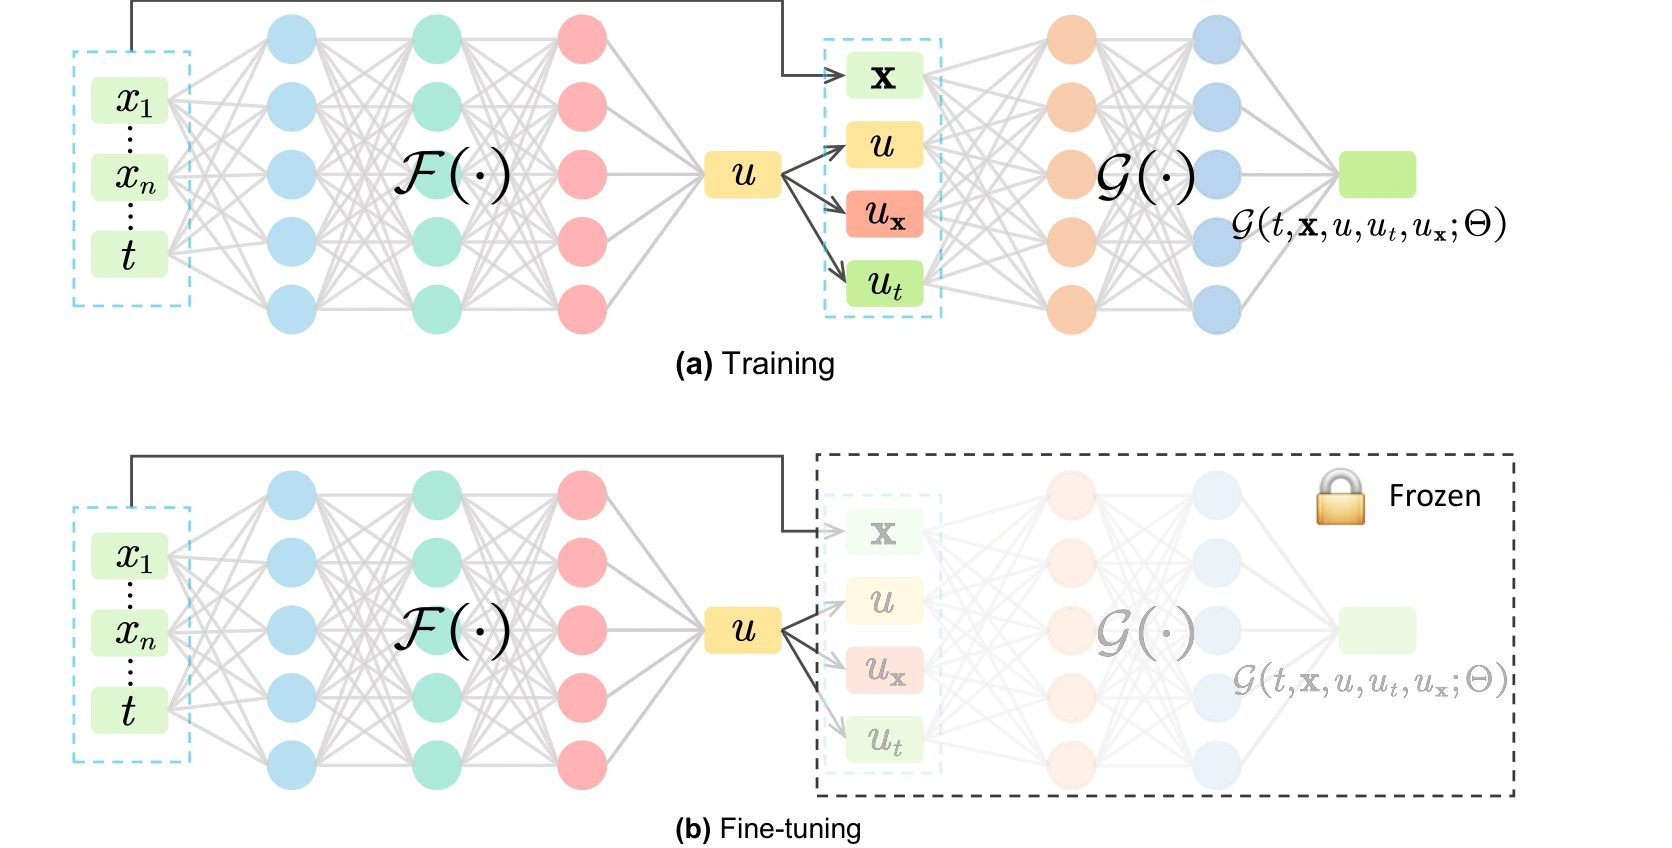 x₁
xₙ
t
ℱ(·)
u
𝐱
u
u𝐱
uₜ
𝒢(·)
𝒢(t,𝐱,u,uₜ,u𝐱;Θ)
(a) Training
x₁
xₙ
t
ℱ(·)
u
𝐱
u
u𝐱
uₜ
𝒢(·)
Frozen
𝒢(t,𝐱,u,uₜ,u𝐱;Θ)
(b) Fine-tuning